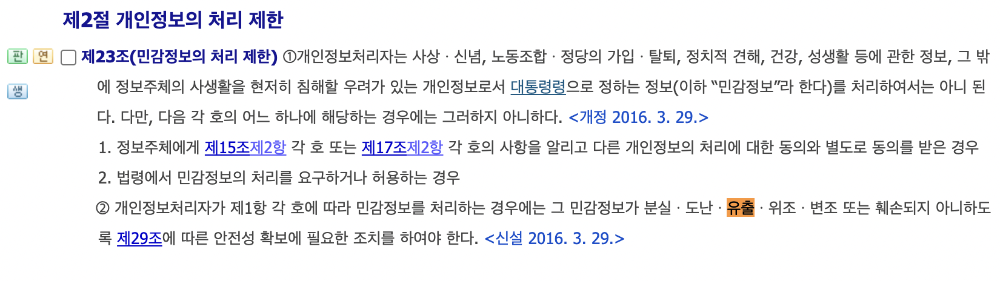 제2절 개인정보의 처리 제한
판 연 제23조(민감정보의 처리 제한) ①개인정보처리자는 사상ㆍ신념, 노동조합ㆍ정당의 가입ㆍ탈퇴, 정치적 견해, 건강, 성생활 등에 관한 정보, 그 밖
생 에 정보주체의 사생활을 현저히 침해할 우려가 있는 개인정보로서 대통령령으로 정하는 정보(이하 “민감정보”라 한다)를 처리하여서는 아니 된
다. 다만, 다음 각 호의 어느 하나에 해당하는 경우에는 그러하지 아니하다. <개정 2016. 3. 29.>
1. 정보주체에게 제15조제2항 각 호 또는 제17조제2항 각 호의 사항을 알리고 다른 개인정보의 처리에 대한 동의와 별도로 동의를 받은 경우
2. 법령에서 민감정보의 처리를 요구하거나 허용하는 경우
② 개인정보처리자가 제1항 각 호에 따라 민감정보를 처리하는 경우에는 그 민감정보가 분실ㆍ도난ㆍ유출ㆍ위조ㆍ변조 또는 훼손되지 아니하도
록 제29조에 따른 안전성 확보에 필요한 조치를 하여야 한다. <신설 2016. 3. 29.>